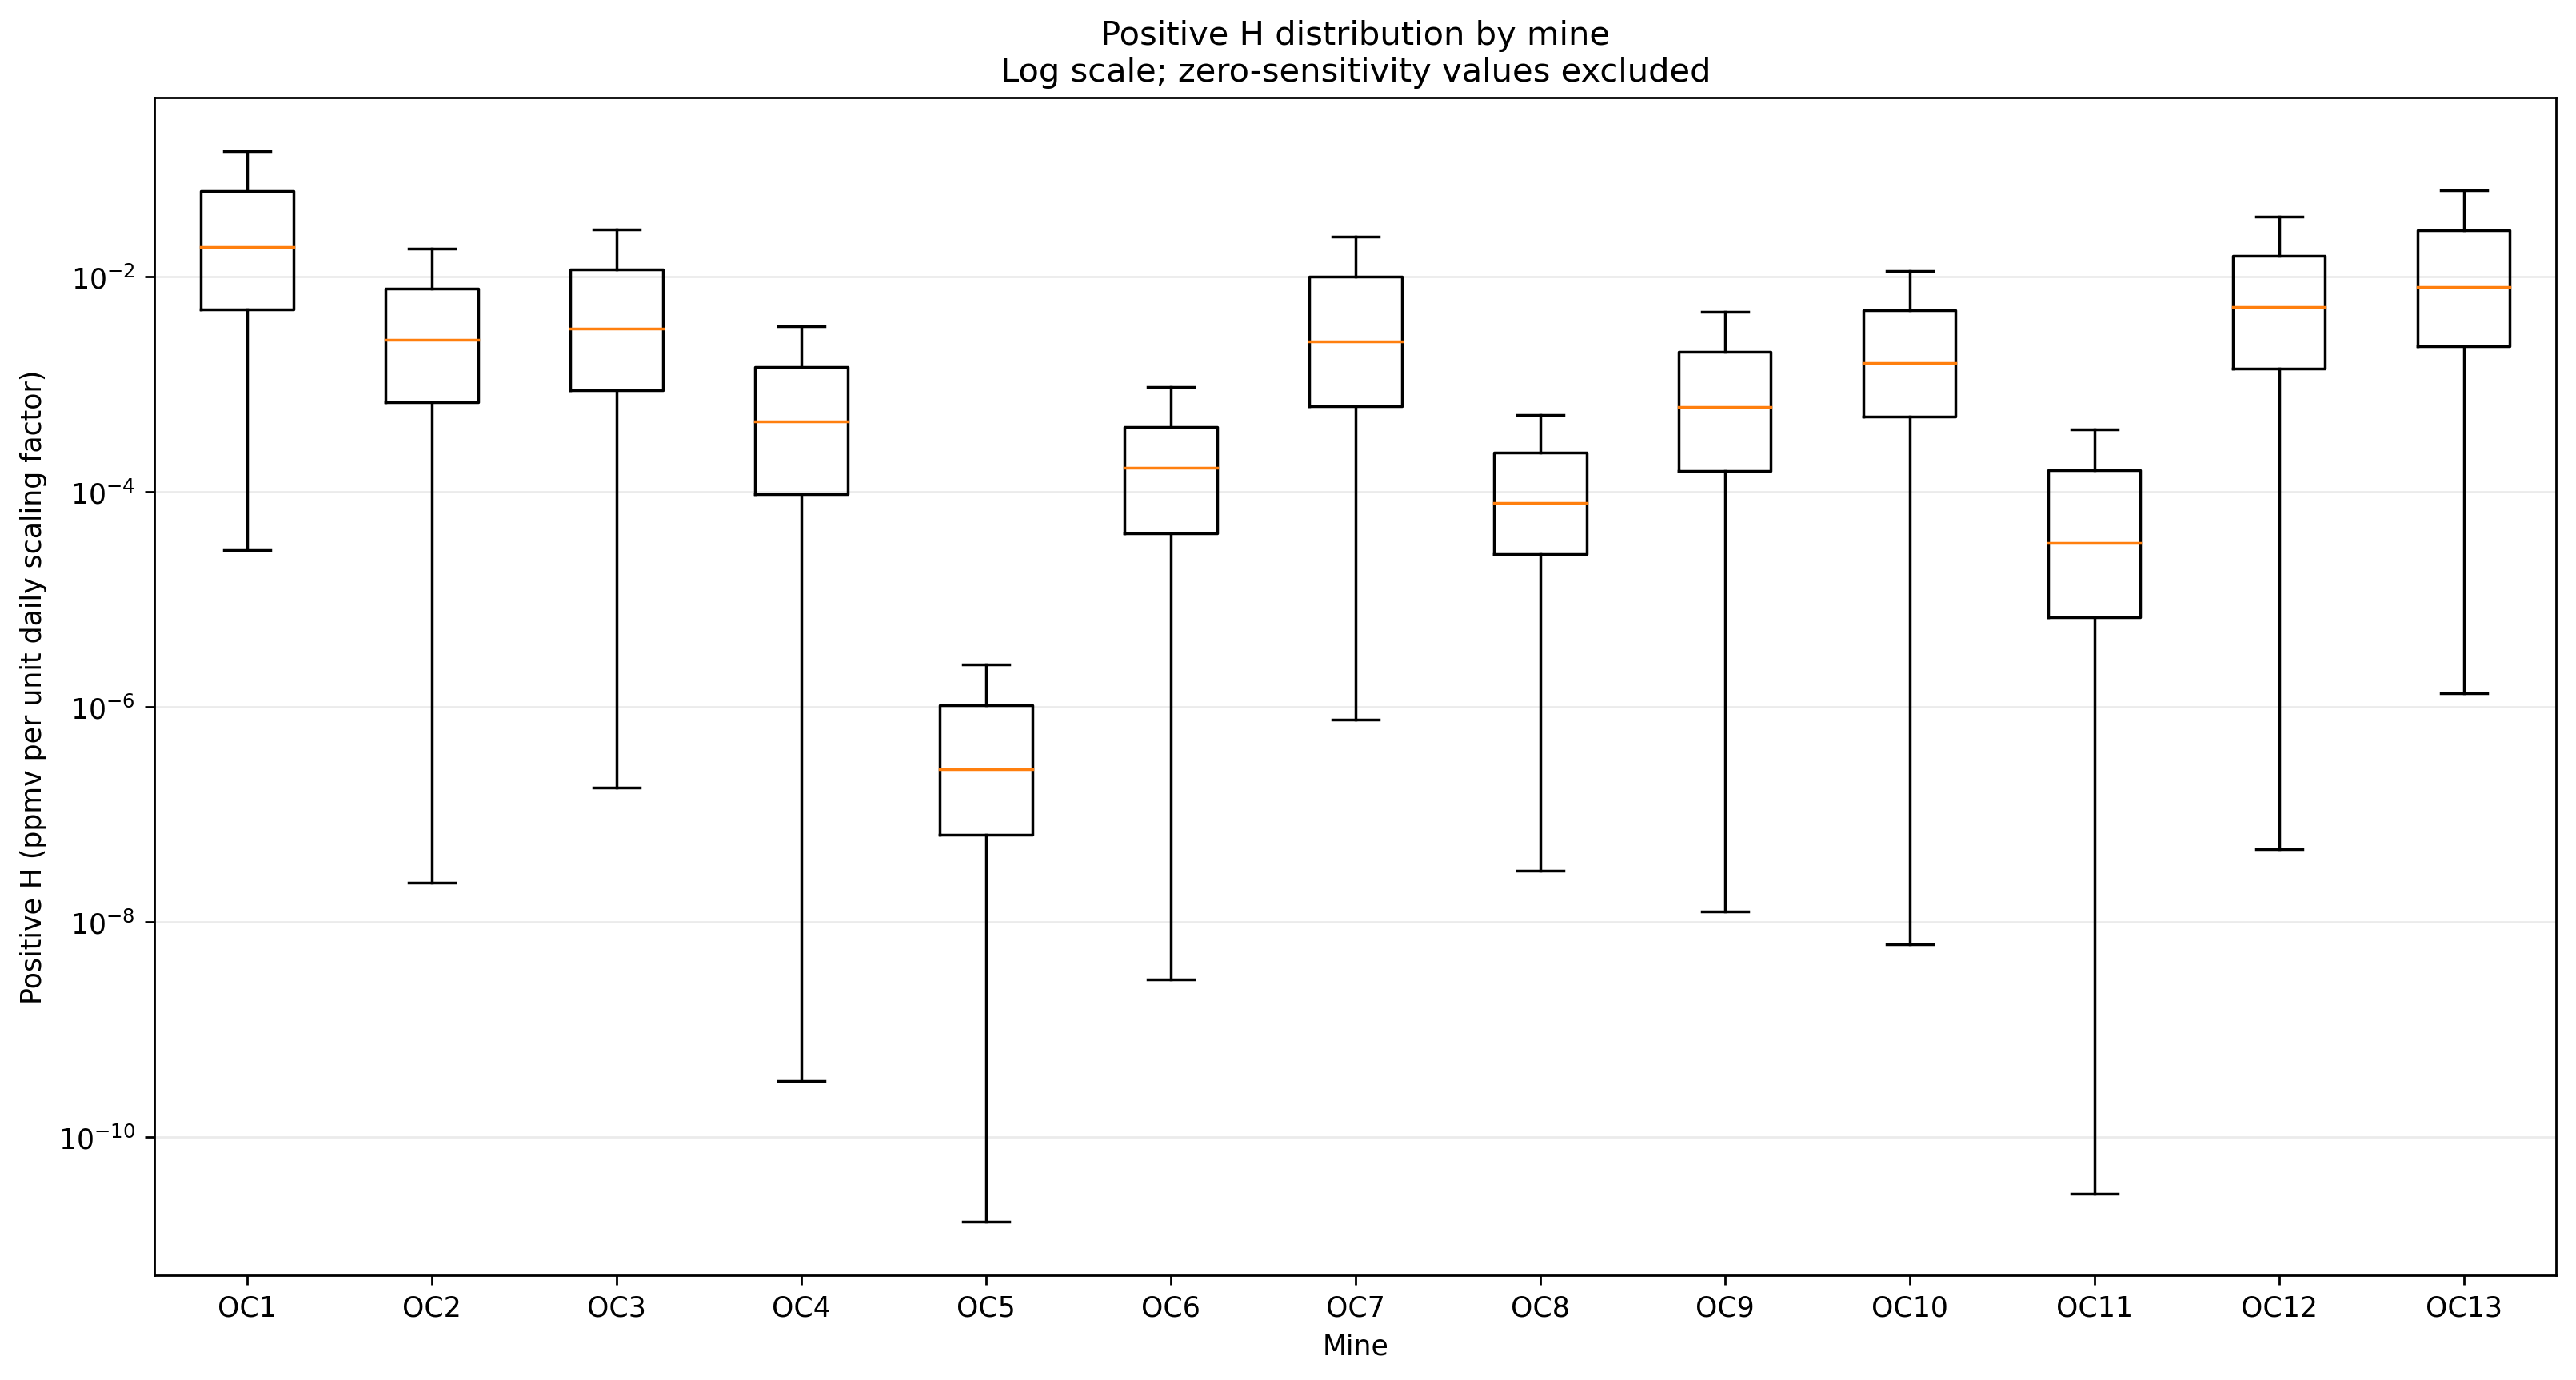 Positive H distribution by mine
Log scale; zero-sensitivity values excluded
Positive H (ppmv per unit daily scaling factor)
10⁻²
10⁻⁴
10⁻⁶
10⁻⁸
10⁻¹⁰
OC1 OC2 OC3 OC4 OC5 OC6 OC7 OC8 OC9 OC10 OC11 OC12 OC13
Mine